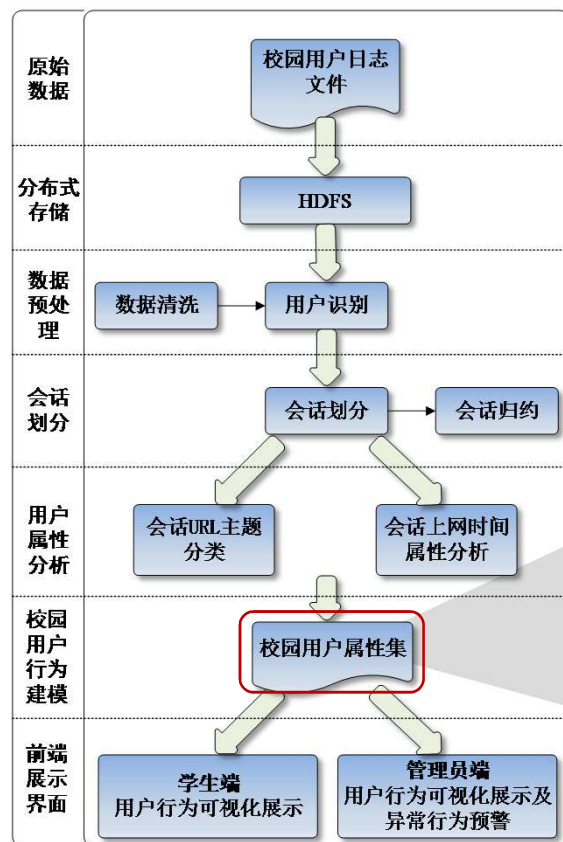 原始
数据
校园用户日志
文件
分布式
存储
HDFS
数据
预处
理
数据清洗
用户识别
会话
划分
会话划分
会话归约
用户
属性
分析
会话URL主题
分类
会话上网时间
属性分析
校园
用户
行为
建模
校园用户属性集
前端
展示
界面
学生端
用户行为可视化展示
管理员端
用户行为可视化展示及
异常行为预警